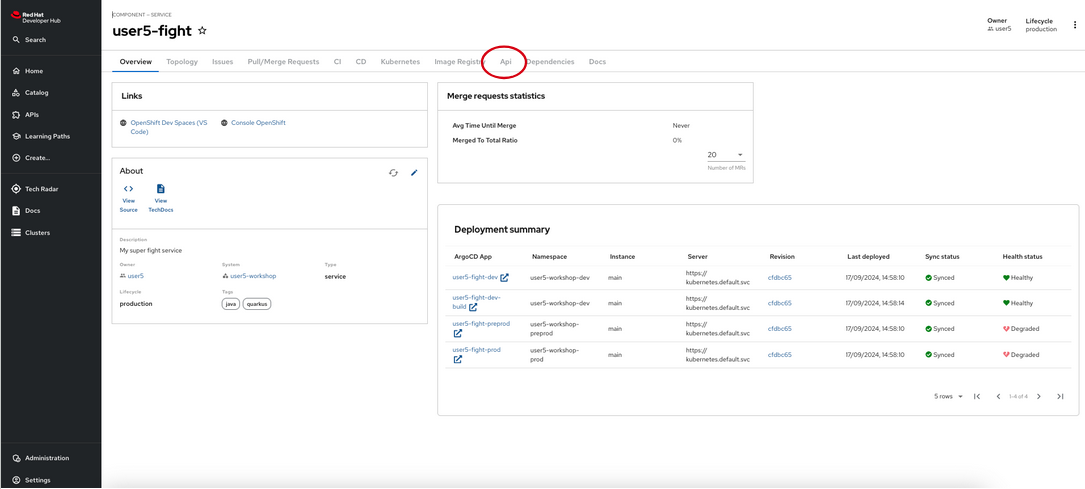 Red Hat
Developer Hub
Search
Home
Catalog
APIs
Learning Paths
Create...
Tech Radar
Docs
Clusters
Administration
Settings
COMPONENT — SERVICE
user5-fight
Owner
user5
Lifecycle
production
Overview Topology Issues Pull/Merge Requests CI CD Kubernetes Image Registry Api Dependencies Docs
Links
OpenShift Dev Spaces (VS
Code)
Console OpenShift
About
View
Source
View
TechDocs
Description
My super fight service
Owner
user5
System
user5-workshop
Type
service
Lifecycle
production
Tags
java quarkus
Merge requests statistics
Avg Time Until Merge Never
Merged To Total Ratio 0%
20
Number of MRs
Deployment summary
ArgoCD App Namespace Instance Server Revision Last deployed Sync status Health status
user5-fight-dev user5-workshop-dev main https://
kubernetes.default.svc cfdbc65 17/09/2024, 14:58:10 Synced Healthy
user5-fight-dev-
build user5-workshop-dev main https://
kubernetes.default.svc cfdbc65 17/09/2024, 14:58:14 Synced Healthy
user5-fight-preprod user5-workshop-
preprod main https://
kubernetes.default.svc cfdbc65 17/09/2024, 14:58:10 Synced Degraded
user5-fight-prod user5-workshop-
prod main https://
kubernetes.default.svc cfdbc65 17/09/2024, 14:58:10 Synced Degraded
5 rows 1-4 of 4